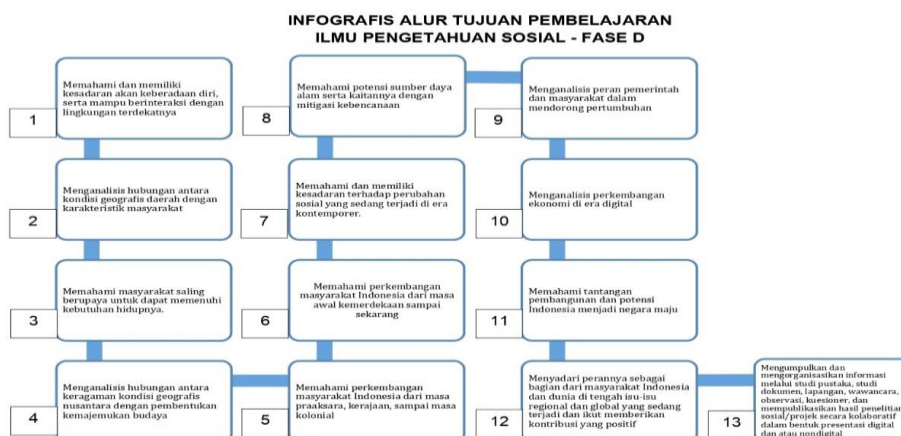 INFOGRAFIS ALUR TUJUAN PEMBELAJARAN
ILMU PENGETAHUAN SOSIAL - FASE D
1
Memahami dan memiliki
kesadaran akan keberadaan diri,
serta mampu berinteraksi dengan
lingkungan terdekatnya
2
Menganalisis hubungan antara
kondisi geografis daerah dengan
karakteristik masyarakat
3
Memahami masyarakat saling
berupaya untuk dapat memenuhi
kebutuhan hidupnya.
4
Menganalisis hubungan antara
keragaman kondisi geografis
nusantara dengan pembentukan
kemajemukan budaya
5
Memahami perkembangan
masyarakat Indonesia dari masa
praaksara, kerajaan, sampai masa
kolonial
6
Memahami perkembangan
masyarakat Indonesia dari masa
awal kemerdekaan sampai
sekarang
7
Memahami dan memiliki
kesadaran terhadap perubahan
sosial yang sedang terjadi di era
kontemporer.
8
Memahami potensi sumber daya
alam serta kaitannya dengan
mitigasi kebencanaan
9
Menganalisis peran pemerintah
dan masyarakat dalam
mendorong pertumbuhan
10
Menganalisis perkembangan
ekonomi di era digital
11
Memahami tantangan
pembangunan dan potensi
Indonesia menjadi negara maju
12
Menyadari perannya sebagai
bagian dari masyarakat Indonesia
dan dunia di tengah isu-isu
regional dan global yang sedang
terjadi dan ikut memberikan
kontribusi yang positif
13
Mengumpulkan dan
mengorganisasikan informasi
melalui studi pustaka, studi
dokumen, lapangan, wawancara,
observasi, kuesioner, dan
mempublikasikan hasil penelitian
sosial/projek secara kolaboratif
dalam bentuk presentasi digital
dan atau nondigital